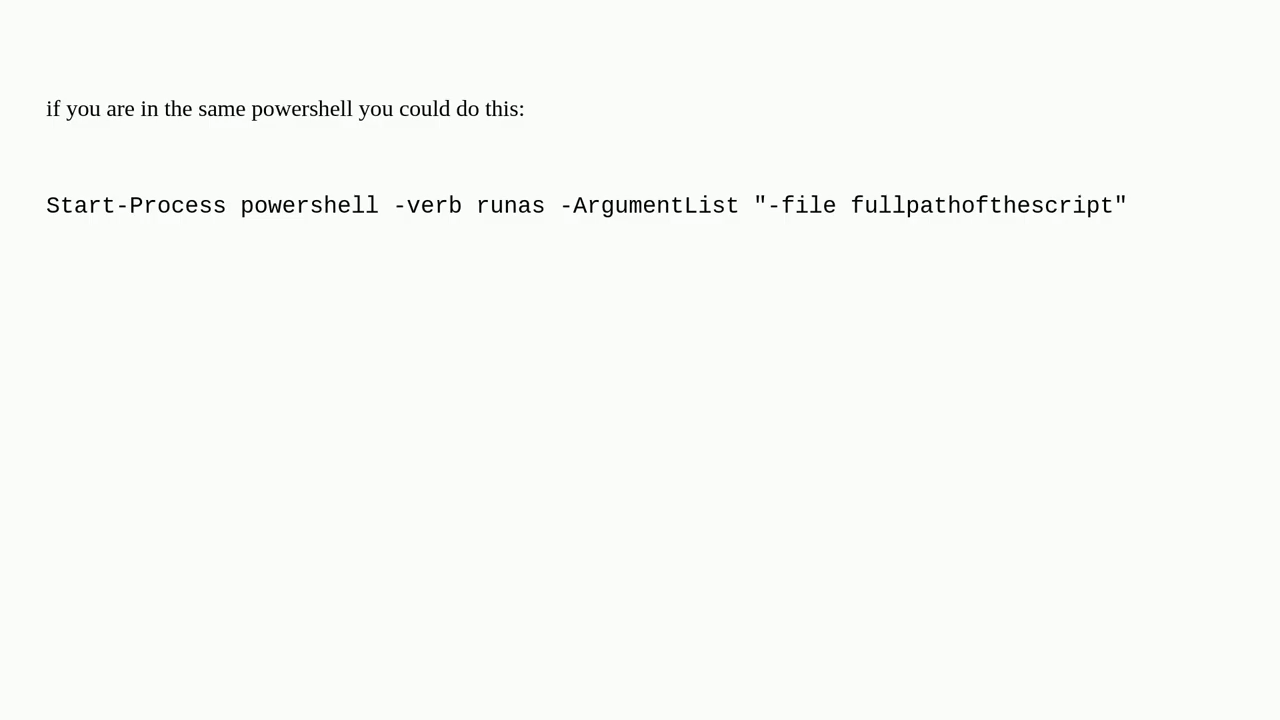 if you are in the same powershell you could do this:
Start-Process powershell -verb runas -ArgumentList "-file fullpathofthescript"